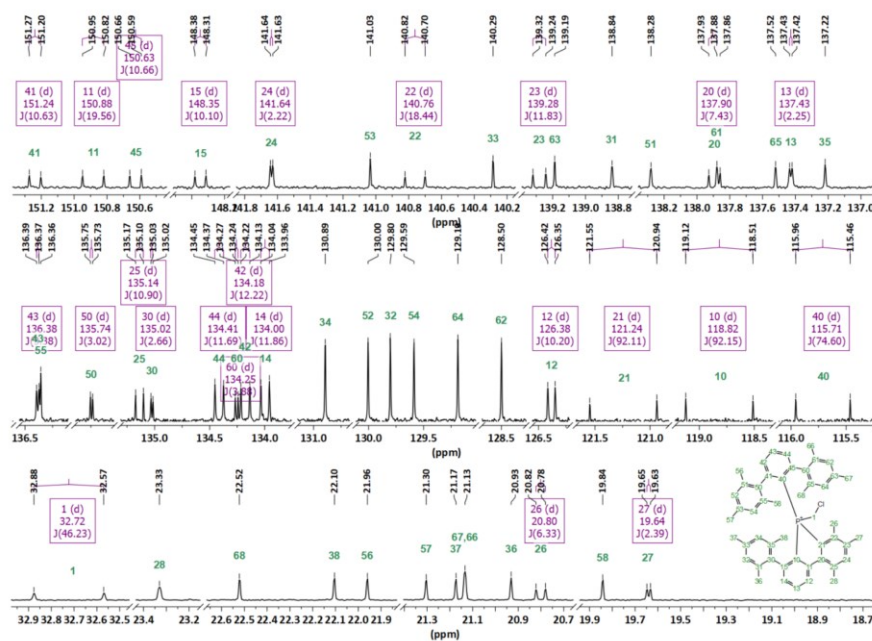 151.27 151.20 150.95 150.82 150.66 150.59 148.38 148.31 141.64 141.63 141.03 140.82 140.70 140.29 139.32 139.24 139.19 138.84 138.28 137.93 137.88 137.86 137.52 137.43 137.42 137.22
45 (d)
150.63
J(10.66)
41 (d) 11 (d) 15 (d) 24 (d) 22 (d) 23 (d) 20 (d) 13 (d)
151.24 150.88 148.35 141.64 140.76 139.28 137.90 137.43
J(10.63) J(19.56) J(10.10) J(2.22) J(18.44) J(11.83) J(7.43) J(2.25)
41 11 45 15 24 53 22 33 23 63 31 51 61 20 65 13 35
151.2 151.0 150.8 150.6 148.2 141.6 141.4 141.2 141.0 140.8 140.6 140.4 140.2 139.2 139.0 138.8 138.6 138.4 138.2 138.0 137.8 137.6 137.4 137.2 137.0
(ppm)
136.39 136.37 136.36 135.75 135.73 135.17 135.10 135.03 135.02 134.45 134.37 134.27 134.24 134.22 134.13 134.04 133.96 130.89 130.00 129.80 129.59 128.50 126.42 126.35 121.55 120.94 119.12 118.51 115.96 115.46
25 (d) 42 (d)
135.14 134.18
J(10.90) J(12.22)
43 (d) 50 (d) 30 (d) 44 (d) 14 (d) 12 (d) 21 (d) 10 (d) 40 (d)
136.38 135.74 135.02 134.41 134.00 126.38 121.24 118.82 115.71
J(3.02) J(2.66) J(11.69) J(11.86) J(10.20) J(92.11) J(92.15) J(74.60)
60 (d)
134.25
J(3.88)
43 55 50 25 30 44 60 42 14 34 52 32 54 64 62 12 21 10 40
136.5 135.0 134.5 134.0 131.0 130.0 129.5 129.0 128.5 126.5 121.5 121.0 119.0 118.5 116.0 115.5
(ppm)
32.88 32.57 23.33 22.52 22.10 21.96 21.30 21.17 21.13 20.93 20.82 20.78 19.84 19.65 19.63
1 (d) 26 (d) 27 (d)
32.72 20.80 19.64
J(46.23) J(6.33) J(2.39)
1 28 68 38 56 57 37 67,66 36 26 58 27
32.9 32.8 32.7 32.6 32.5 23.4 23.2 22.6 22.5 22.4 22.3 22.2 22.1 22.0 21.9 21.3 21.1 20.9 20.7 19.9 19.8 19.7 19.6 19.5 19.4 19.3 19.2 19.1 19.0 18.9 18.8 18.7
(ppm)
Cl
P